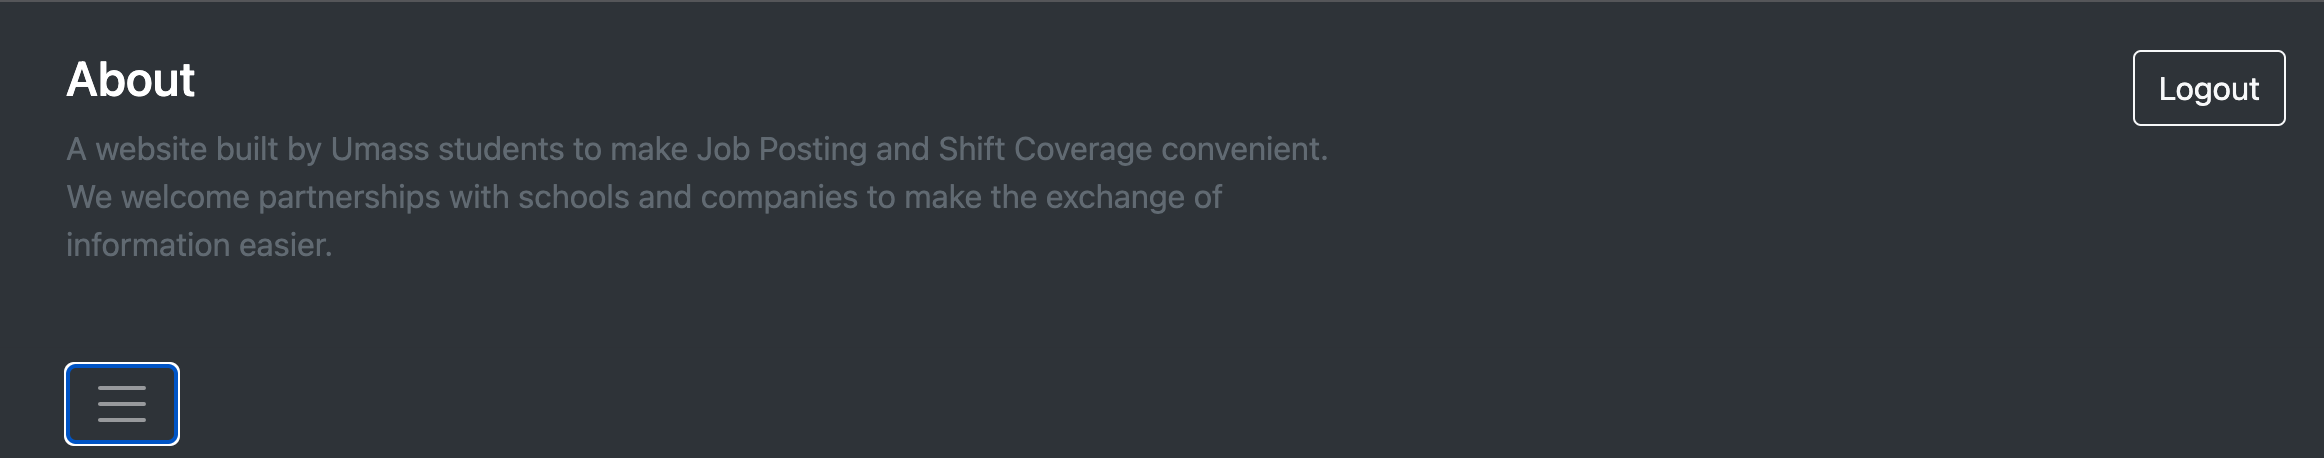 About
Logout
A website built by Umass students to make Job Posting and Shift Coverage convenient.
We welcome partnerships with schools and companies to make the exchange of
information easier.